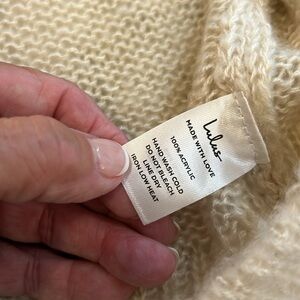 Lulus
MADE WITH LOVE
100% ACRYLIC
HAND WASH COLD
DO NOT BLEACH
LINE DRY
IRON LOW HEAT